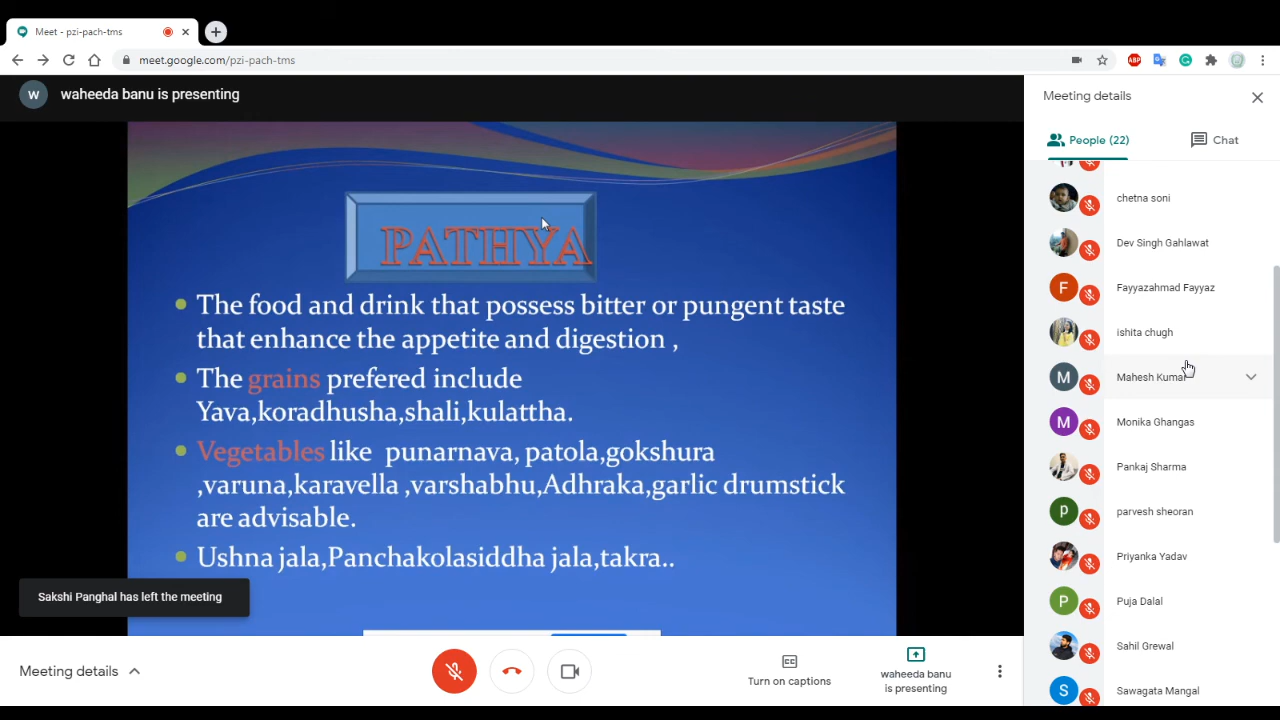 Meet - pzi-pach-tms
meet.google.com/pzi-pach-tms
ABP
W
waheeda banu is presenting
PATHYA
The food and drink that possess bitter or pungent taste
that enhance the appetite and digestion ,
The grains prefered include
Yava,koradhusha,shali,kulattha.
Vegetables like punarnava, patola,gokshura
,varuna,karavella ,varshabhu,Adhraka,garlic drumstick
are advisable.
Ushna jala,Panchakolasiddha jala,takra..
Sakshi Panghal has left the meeting
Meeting details
CC
Turn on captions
waheeda banu
is presenting
Meeting details
People (22)
Chat
chetna soni
Dev Singh Gahlawat
F
Fayyazahmad Fayyaz
ishita chugh
M
Mahesh Kumar
M
Monika Ghangas
Pankaj Sharma
p
parvesh sheoran
Priyanka Yadav
P
Puja Dalal
Sahil Grewal
S
Sawagata Mangal